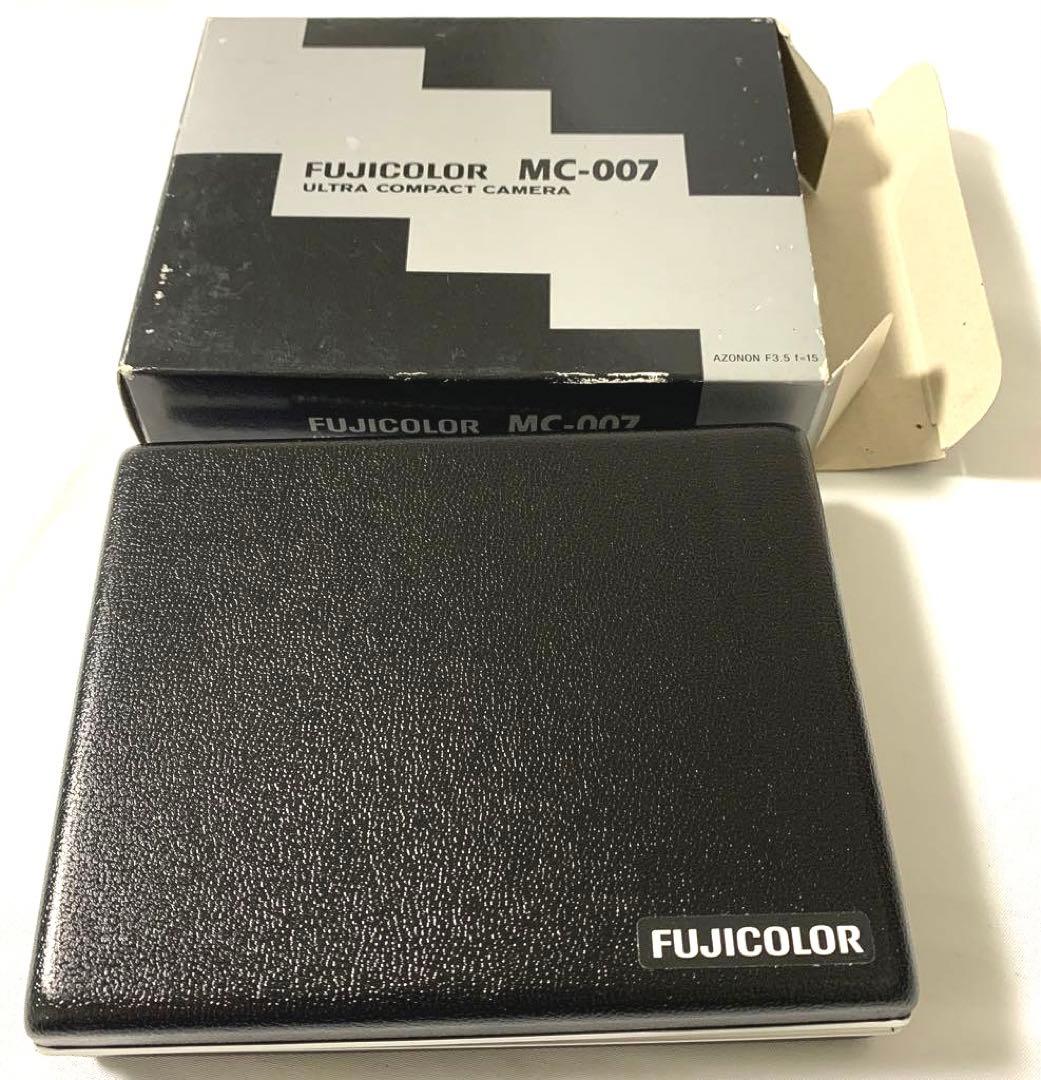 FUJICOLOR MC-007
ULTRA COMPACT CAMERA
AZONON F3.5 f=15
FUJICOLOR MC-007
FUJICOLOR